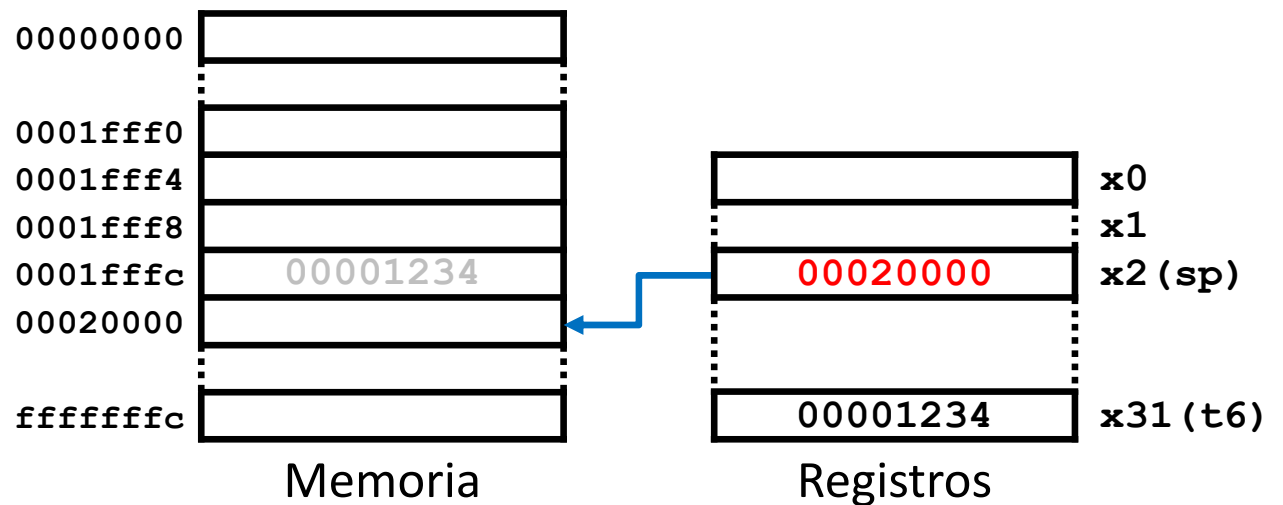 00000000
0001fff0
0001fff4 x0
0001fff8 x1
0001fffc 00001234 00020000 x2(sp)
00020000
fffffffc 00001234 x31(t6)
Memoria Registros